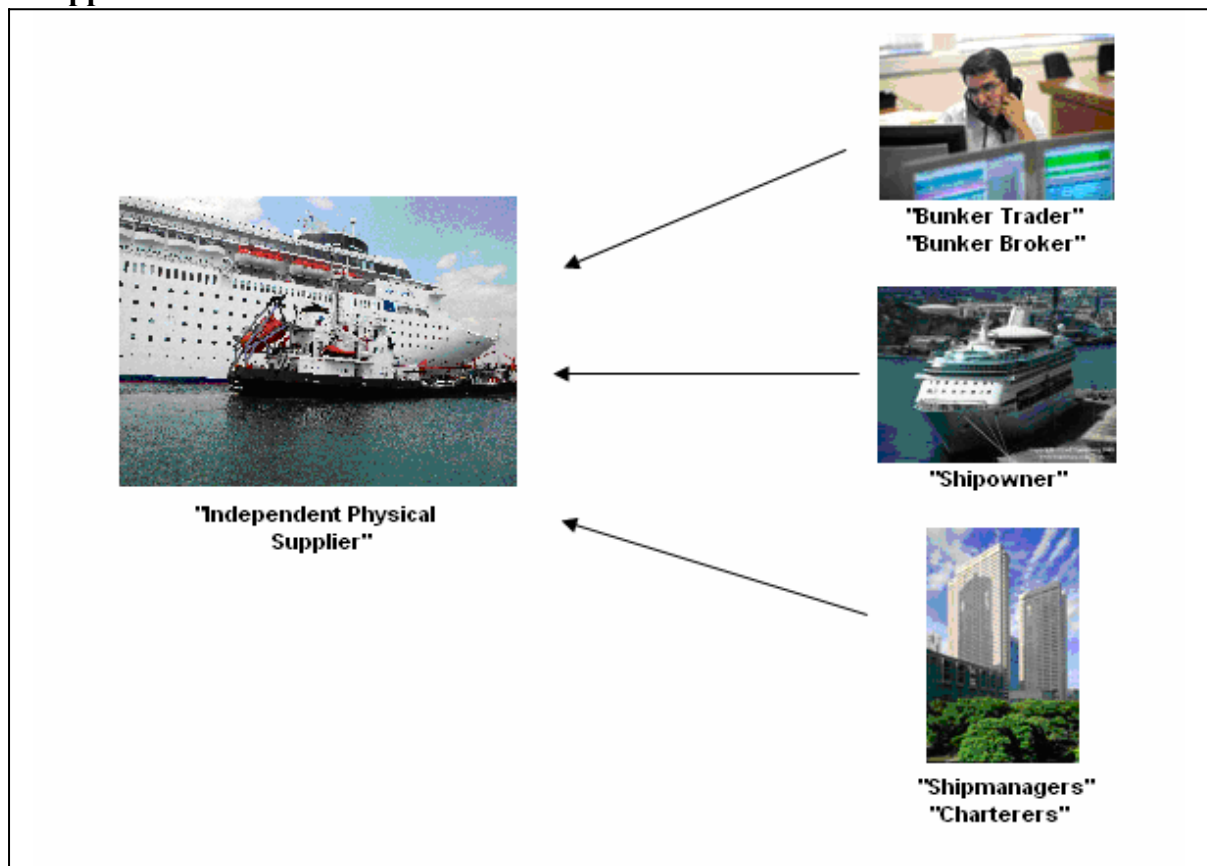 "Bunker Trader"
"Bunker Broker"
"Independent Physical
Supplier"
"Shipowner"
"Shipmanagers"
"Charterers"